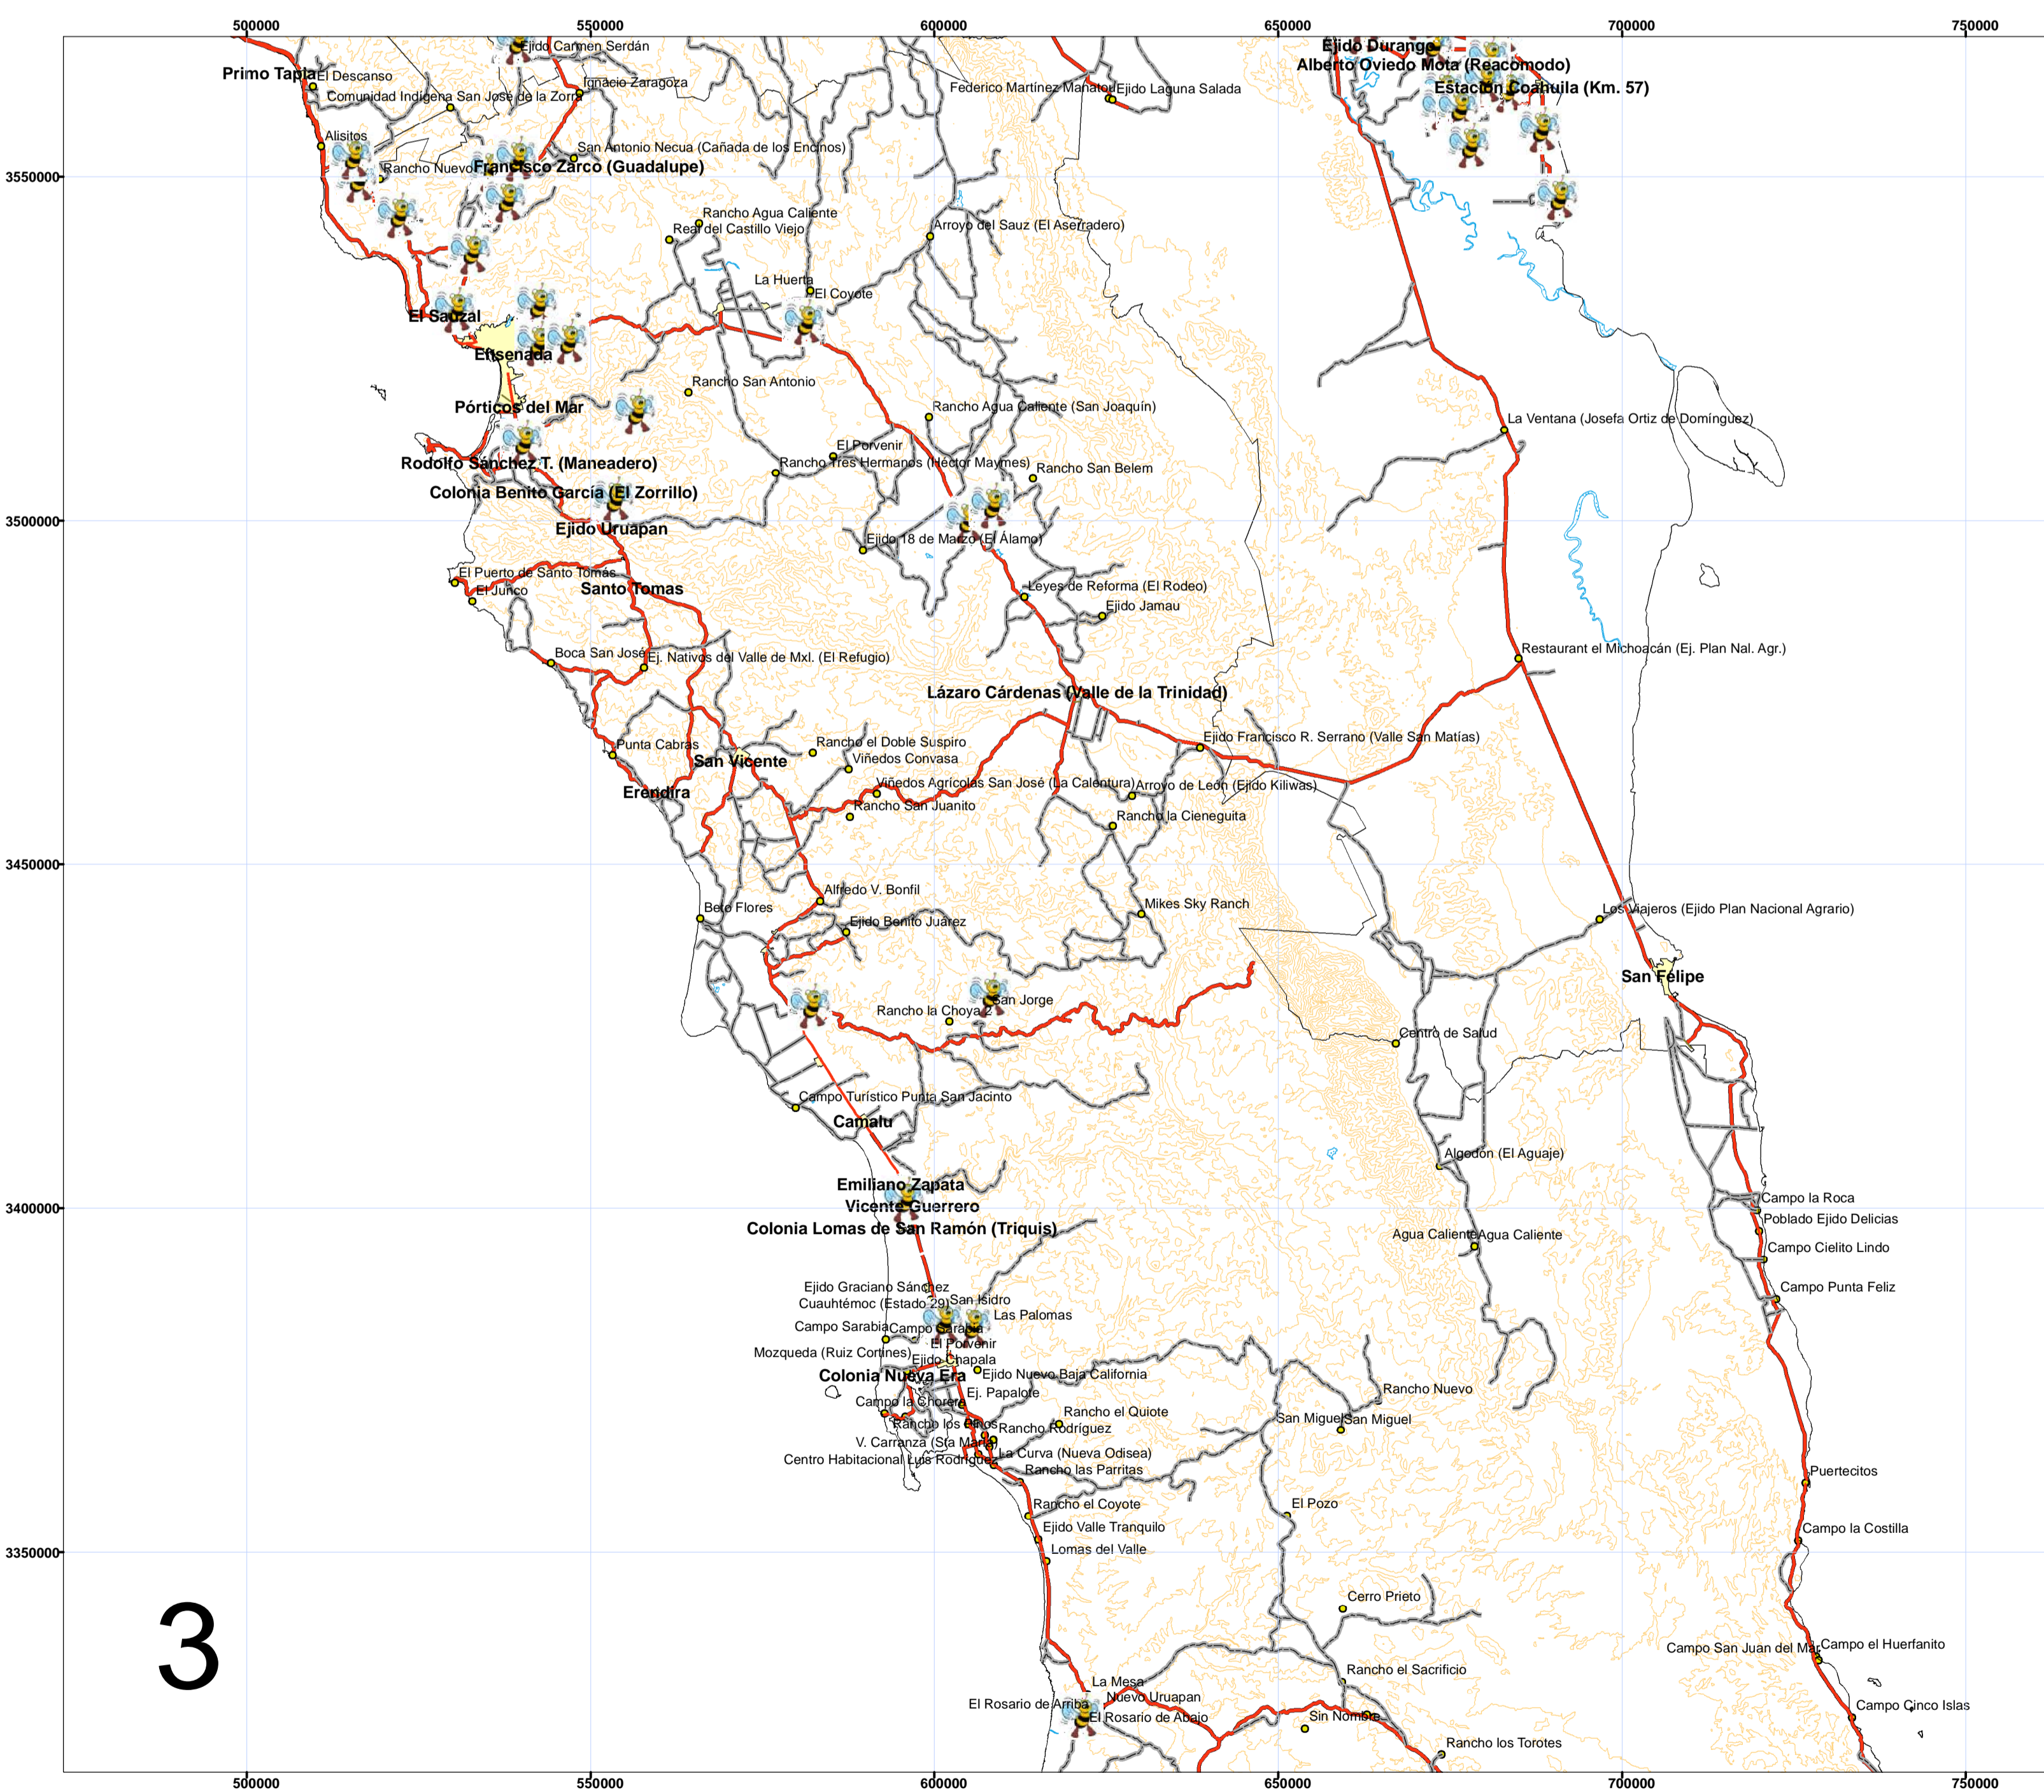 500000 550000 600000 650000 700000 750000
Ejido Carmen Serdán
Ejido Durango
Primo Tapia
El Descanso
Alberto Oviedo Mota (Reacomodo)
Ignacio Zaragoza
Federico Martínez Manatou
Ejido Laguna Salada
Estación Coahuila (Km. 57)
Comunidad Indígena San José de la Zorra
Alisitos
San Antonio Necua (Cañada de los Encinos)
Rancho Nuevo
Francisco Zarco (Guadalupe)
3550000
Rancho Agua Caliente
Real del Castillo Viejo
Arroyo del Sauz (El Aserradero)
La Huerta
El Coyote
El Sauzal
Ensenada
Rancho San Antonio
Pórticos del Mar
Rancho Agua Caliente (San Joaquín)
La Ventana (Josefa Ortiz de Domínguez)
El Porvenir
Rodolfo Sánchez T. (Maneadero)
Rancho Tres Hermanos (Héctor Maymes)
Rancho San Belem
Colonia Benito García (El Zorrillo)
3500000
Ejido Uruapan
Ejido 18 de Marzo (El Álamo)
El Puerto de Santo Tomás
El Junco
Santo Tomas
Leyes de Reforma (El Rodeo)
Ejido Jamau
Boca San José
Ej. Nativos del Valle de Mxl. (El Refugio)
Restaurant el Michoacán (Ej. Plan Nal. Agr.)
Lázaro Cárdenas (Valle de la Trinidad)
Punta Cabras
Rancho el Doble Suspiro
Ejido Francisco R. Serrano (Valle San Matías)
San Vicente
Viñedos Convasa
Erendira
Viñedos Agrícolas San José (La Calentura)
Arroyo de León (Ejido Kiliwas)
Rancho San Juanito
Rancho la Cieneguita
3450000
Alfredo V. Bonfil
Beto Flores
Ejido Benito Juárez
Mikes Sky Ranch
Los Viajeros (Ejido Plan Nacional Agrario)
San Felipe
San Jorge
Rancho la Choya 2
Centro de Salud
Campo Turístico Punta San Jacinto
Camalu
Algodón (El Aguaje)
Emiliano Zapata
Campo la Roca
Vicente Guerrero
3400000
Poblado Ejido Delicias
Colonia Lomas de San Ramón (Triquis)
Agua Caliente
Agua Caliente
Campo Cielito Lindo
Ejido Graciano Sánchez
Campo Punta Feliz
Cuauhtémoc (Estado 29)
San Isidro
Las Palomas
Campo Sarabia
Campo Sarabia
El Porvenir
Mozqueda (Ruiz Cortines)
Ejido Chapala
Colonia Nueva Era
Ejido Nuevo Baja California
Ej. Papalote
Rancho Nuevo
Campo la Chorera
Rancho el Quiote
San Miguel
San Miguel
Rancho los Pinos
Rancho Rodríguez
V. Carranza (Sta María)
La Curva (Nueva Odisea)
Centro Habitacional Luis Rodríguez
Rancho las Parritas
Puertecitos
Rancho el Coyote
El Pozo
Ejido Valle Tranquilo
Campo la Costilla
Lomas del Valle
3350000
Cerro Prieto
3
Campo San Juan del Mar
Campo el Huerfanito
Rancho el Sacrificio
La Mesa
Nuevo Uruapan
El Rosario de Arriba
El Rosario de Abajo
Campo Cinco Islas
Sin Nombre
Rancho los Torotes
500000 550000 600000 650000 700000 750000